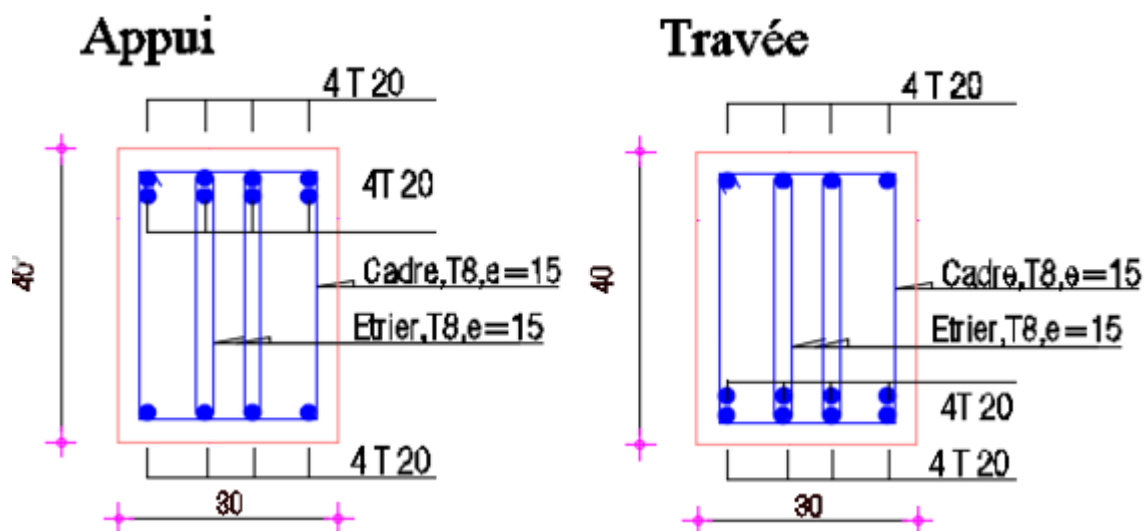 Appui
4 T 20
4T 20
40
Cadre,T8,e=15
Etrier,T8,e=15
4 T 20
30
Travée
4 T 20
40
Cadre,T8,e=15
Etrier,T8,e=15
4T 20
4 T 20
30